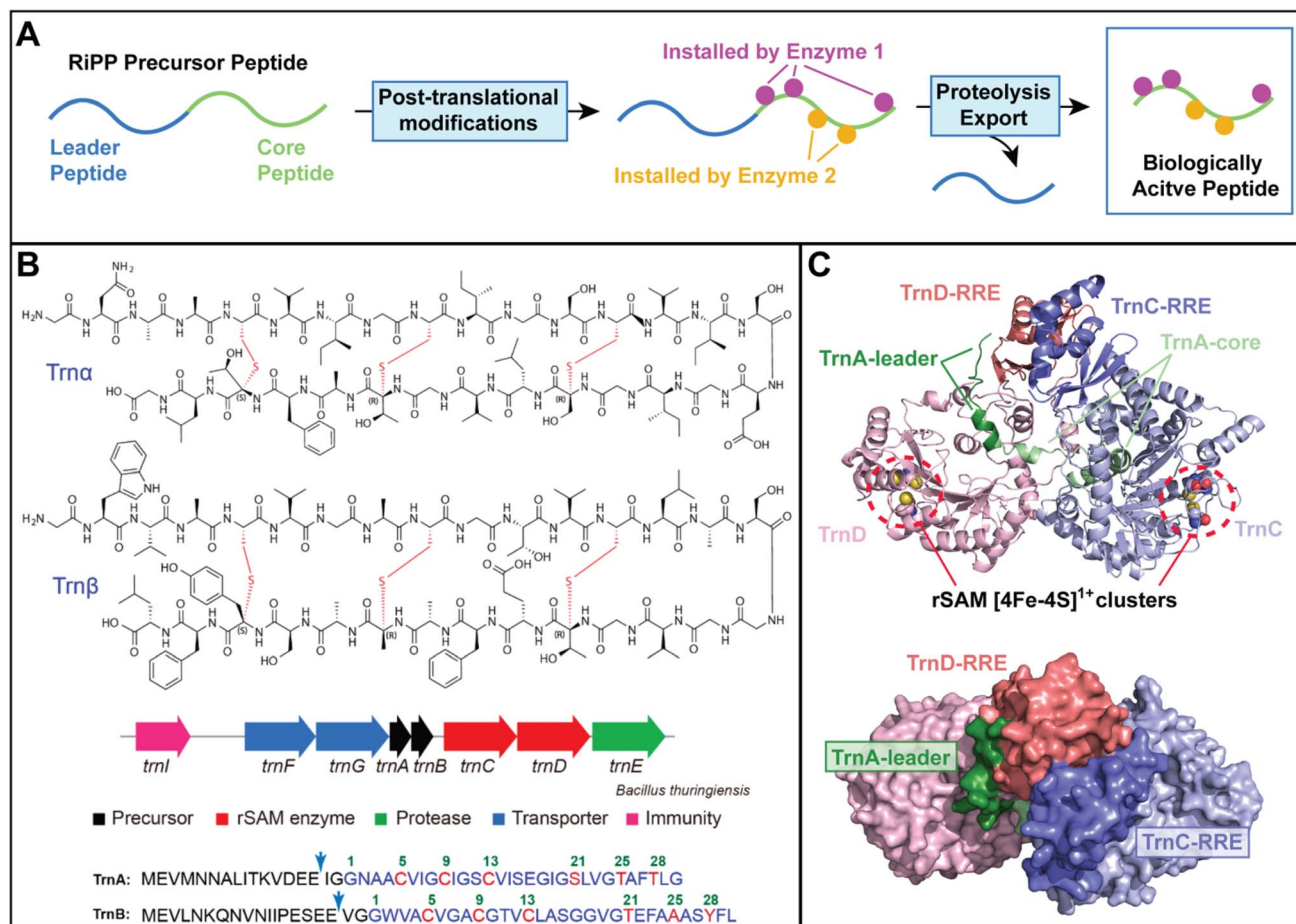 A
RiPP Precursor Peptide
Leader
Peptide
Core
Peptide
Post-translational
modifications
Installed by Enzyme 1
Installed by Enzyme 2
Proteolysis
Export
Biologically
Acitve Peptide
B
Trnα
Trnβ
trnI
trnF
trnG
trnA
trnB
trnC
trnD
trnE
Bacillus thuringiensis
Precursor
rSAM enzyme
Protease
Transporter
Immunity
1 5 9 13 21 25 28
TrnA: MEVMNNALITKVDEEIGGNAACVIGCIGSCVISEGIGSLVGTAFTLG
1 5 9 13 21 25 28
TrnB: MEVLNKQNVNIIPESEEVGGWVACVGACGTVCLASGGVGTEFAAASYFL
C
TrnD-RRE
TrnC-RRE
TrnA-leader
TrnA-core
TrnD
TrnC
rSAM [4Fe-4S]¹⁺clusters
TrnD-RRE
TrnA-leader
TrnC-RRE